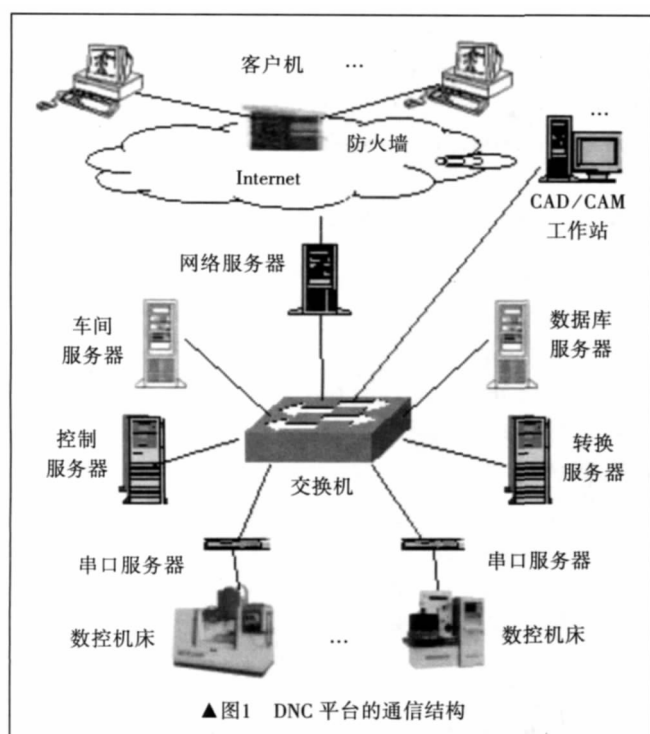 客户机 …
防火墙
Internet
…
CAD/CAM
工作站
网络服务器
车间
服务器
数据库
服务器
控制
服务器
转换
服务器
交换机
串口服务器
串口服务器
数控机床
…
数控机床
▲图1 DNC 平台的通信结构